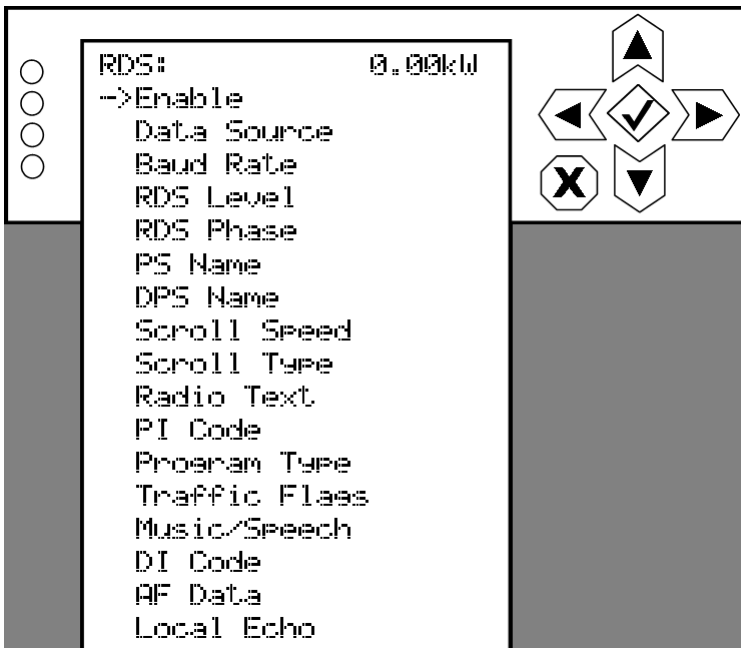 RDS: 0.00kW
->Enable
Data Source
Baud Rate
RDS Level
RDS Phase
PS Name
DPS Name
Scroll Speed
Scroll Type
Radio Text
PI Code
Program Type
Traffic Flags
Music/Speech
DI Code
AF Data
Local Echo